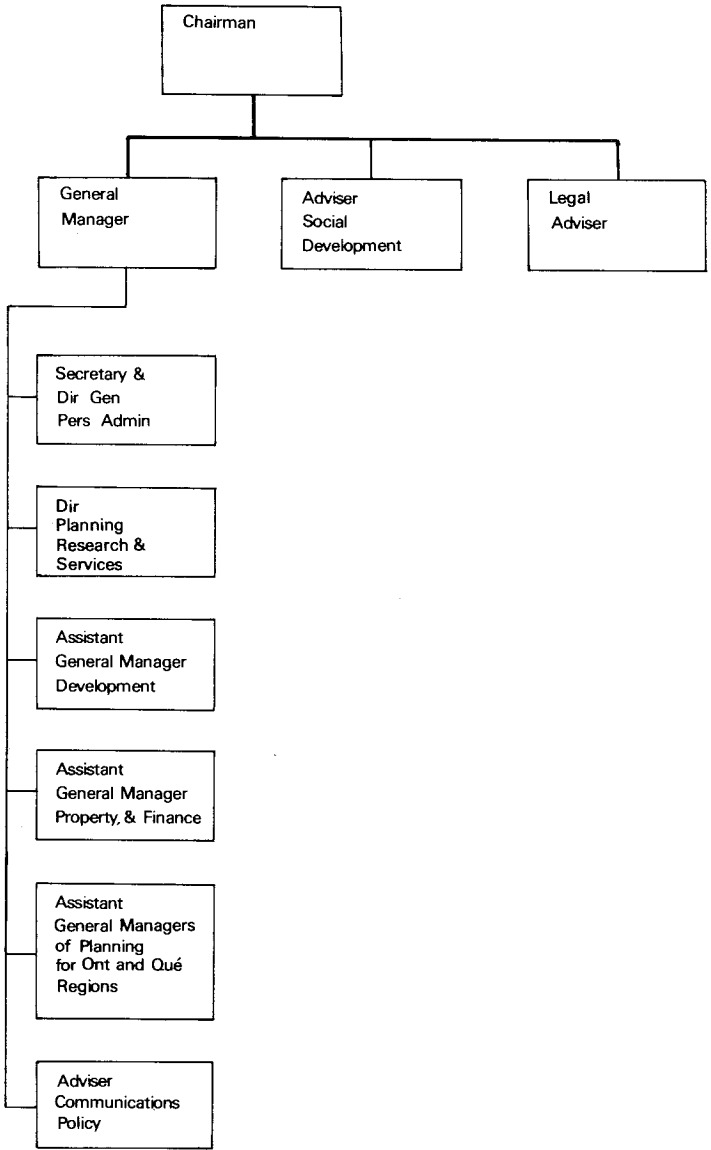 Chairman
General
Manager
Adviser
Social
Development
Legal
Adviser
Secretary &
Dir Gen
Pers Admin
Dir
Planning
Research &
Services
Assistant
General Manager
Development
Assistant
General Manager
Property, & Finance
Assistant
General Managers
of Planning
for Ont and Qué
Regions
Adviser
Communications
Policy